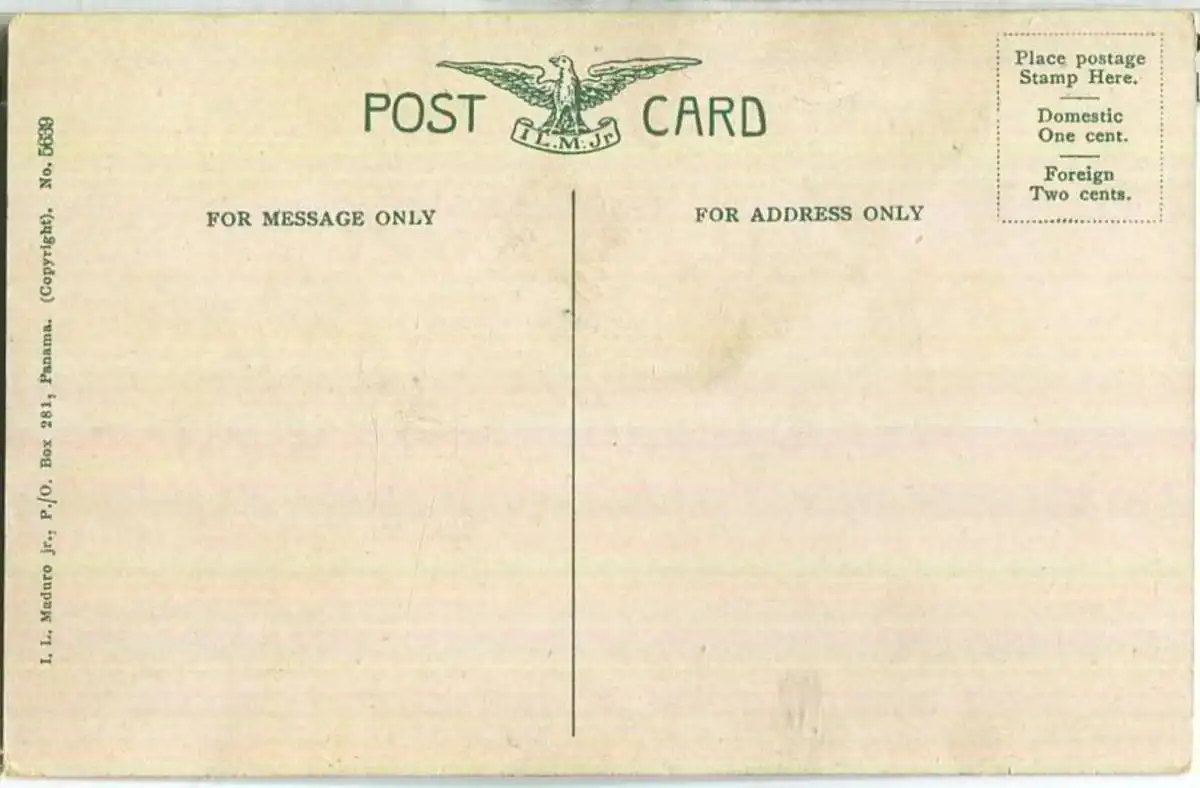 POST CARD
I L. M. Jr
Place postage
Stamp Here.
Domestic
One cent.
Foreign
Two cents.
FOR MESSAGE ONLY
FOR ADDRESS ONLY
I. L. Maduro jr., P./O. Box 281, Panama. (Copyright). No. 5639